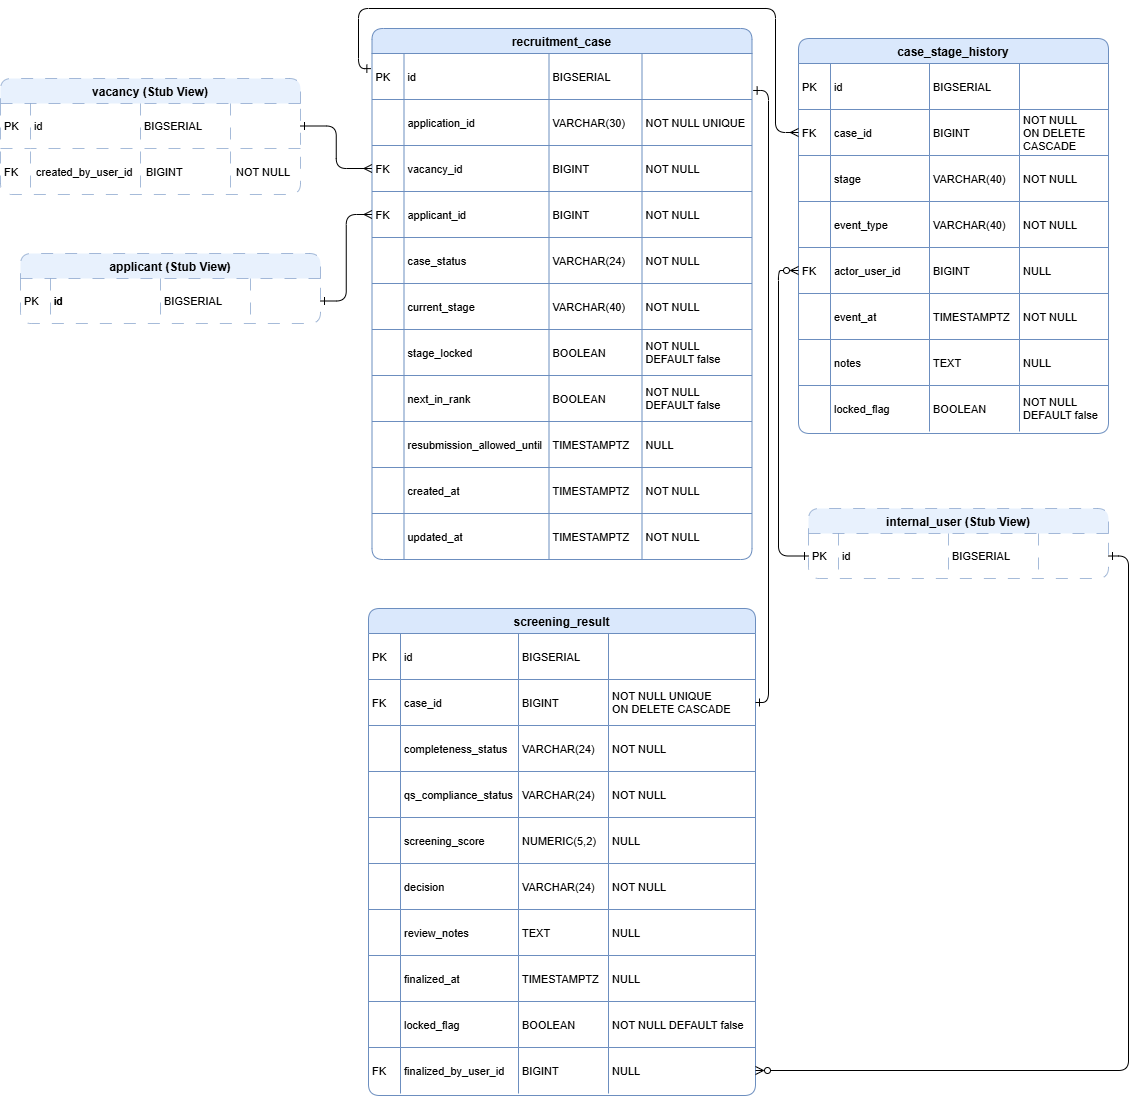 recruitment_case
PK id BIGSERIAL
application_id VARCHAR(30) NOT NULL UNIQUE
FK vacancy_id BIGINT NOT NULL
FK applicant_id BIGINT NOT NULL
case_status VARCHAR(24) NOT NULL
current_stage VARCHAR(40) NOT NULL
stage_locked BOOLEAN NOT NULL
DEFAULT false
next_in_rank BOOLEAN NOT NULL
DEFAULT false
resubmission_allowed_until TIMESTAMPTZ NULL
created_at TIMESTAMPTZ NOT NULL
updated_at TIMESTAMPTZ NOT NULL
case_stage_history
PK id BIGSERIAL
FK case_id BIGINT NOT NULL
ON DELETE
CASCADE
stage VARCHAR(40) NOT NULL
event_type VARCHAR(40) NOT NULL
FK actor_user_id BIGINT NULL
event_at TIMESTAMPTZ NOT NULL
notes TEXT NULL
locked_flag BOOLEAN NOT NULL
DEFAULT false
vacancy (Stub View)
PK id BIGSERIAL
FK created_by_user_id BIGINT NOT NULL
applicant (Stub View)
PK id BIGSERIAL
internal_user (Stub View)
PK id BIGSERIAL
screening_result
PK id BIGSERIAL
FK case_id BIGINT NOT NULL UNIQUE
ON DELETE CASCADE
completeness_status VARCHAR(24) NOT NULL
qs_compliance_status VARCHAR(24) NOT NULL
screening_score NUMERIC(5,2) NULL
decision VARCHAR(24) NOT NULL
review_notes TEXT NULL
finalized_at TIMESTAMPTZ NULL
locked_flag BOOLEAN NOT NULL DEFAULT false
FK finalized_by_user_id BIGINT NULL